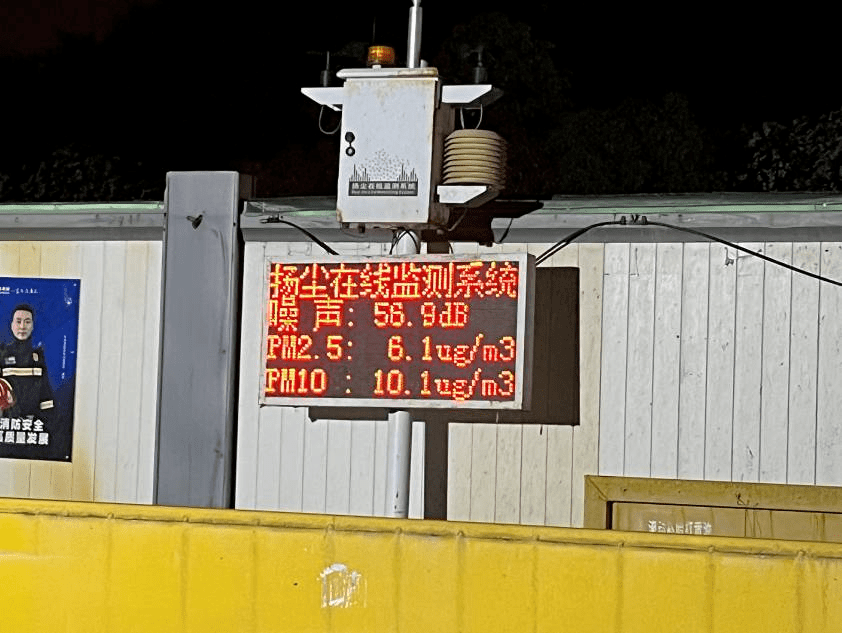 扬尘在线监测系统
扬尘在线监测系统
噪 声: 56.9dB
PM2.5: 6.1ug/m3
PM10 : 10.1ug/m3
消防安全
高质量发展